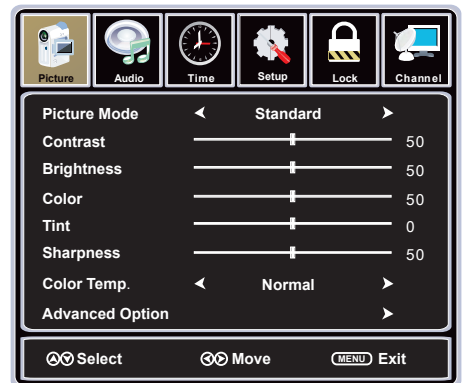 Picture Audio Time Setup Lock Channel
Picture Mode Standard
Contrast 50
Brightness 50
Color 50
Tint 0
Sharpness 50
Color Temp. Normal
Advanced Option
Select Move MENU Exit